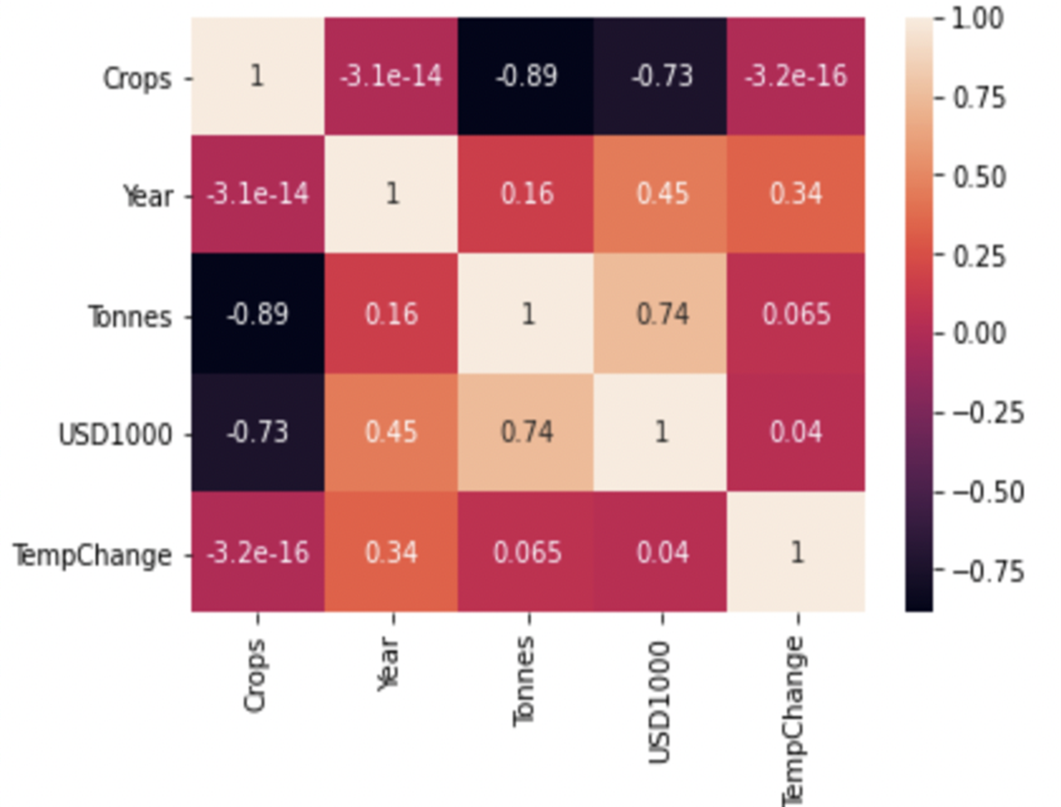 Crops 1 -3.1e-14 -0.89 -0.73 -3.2e-16
Year -3.1e-14 1 0.16 0.45 0.34
Tonnes -0.89 0.16 1 0.74 0.065
USD1000 -0.73 0.45 0.74 1 0.04
TempChange -3.2e-16 0.34 0.065 0.04 1
Crops
Year
Tonnes
USD1000
TempChange
1.00
0.75
0.50
0.25
0.00
−0.25
−0.50
−0.75